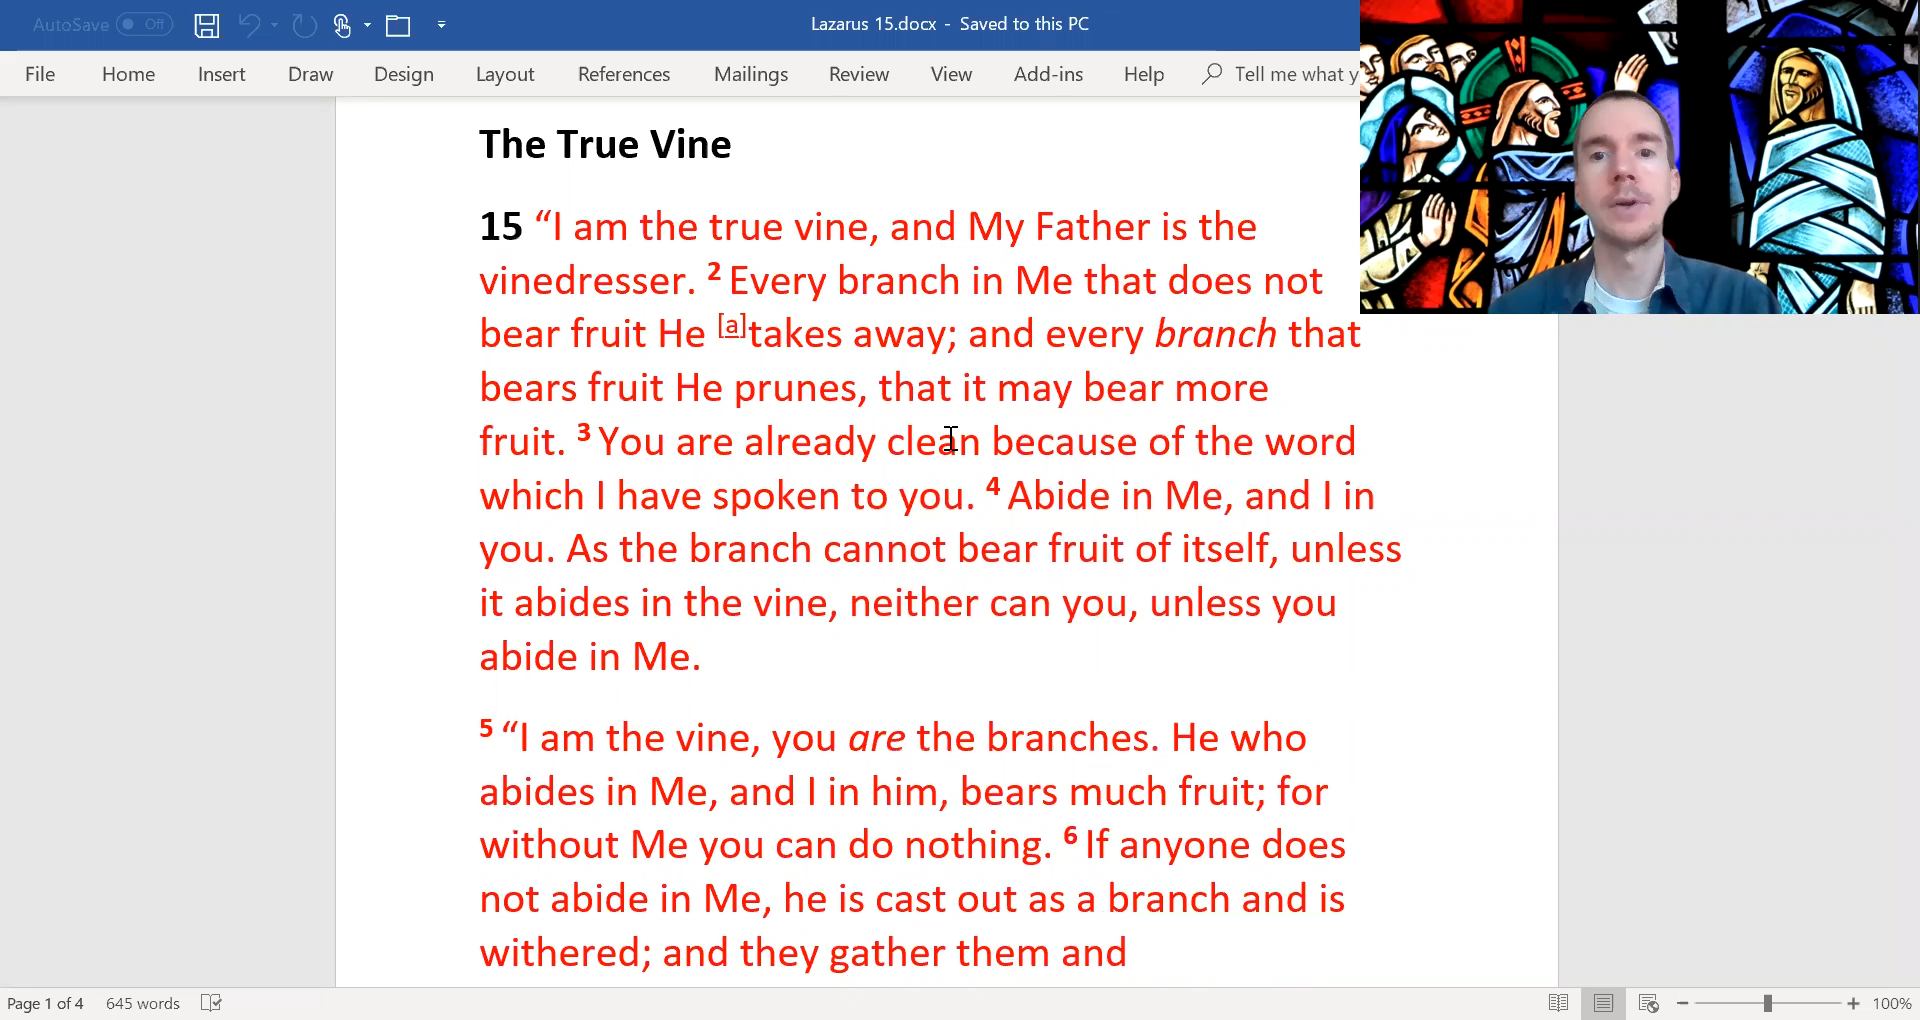 AutoSave Off
Lazarus 15.docx - Saved to this PC
File Home Insert Draw Design Layout References Mailings Review View Add-ins Help Tell me what y
The True Vine
15 “I am the true vine, and My Father is the
vinedresser. 2 Every branch in Me that does not
bear fruit He [a]takes away; and every branch that
bears fruit He prunes, that it may bear more
fruit. 3 You are already clean because of the word
which I have spoken to you. 4 Abide in Me, and I in
you. As the branch cannot bear fruit of itself, unless
it abides in the vine, neither can you, unless you
abide in Me.
5 “I am the vine, you are the branches. He who
abides in Me, and I in him, bears much fruit; for
without Me you can do nothing. 6 If anyone does
not abide in Me, he is cast out as a branch and is
withered; and they gather them and
Page 1 of 4 645 words 100%